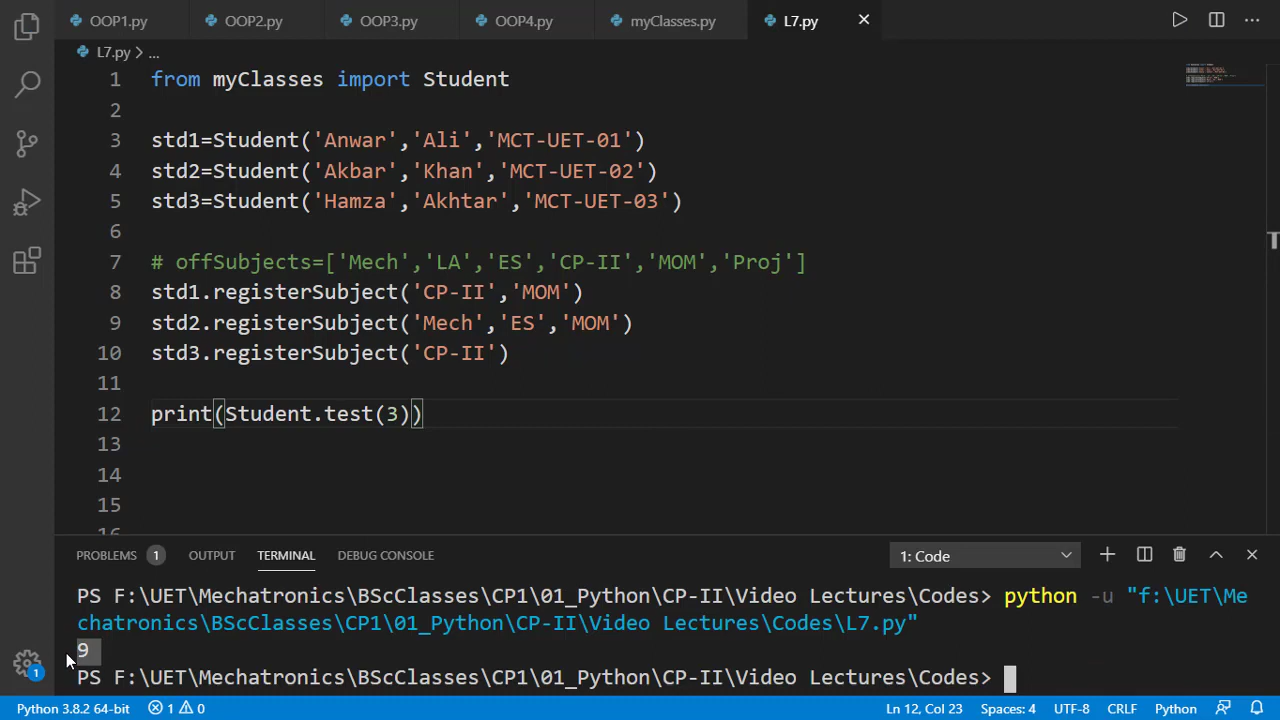 OOP1.py OOP2.py OOP3.py OOP4.py myClasses.py L7.py
L7.py > ...
1 from myClasses import Student
2
3 std1=Student('Anwar','Ali','MCT-UET-01')
4 std2=Student('Akbar','Khan','MCT-UET-02')
5 std3=Student('Hamza','Akhtar','MCT-UET-03')
6
7 # offSubjects=['Mech','LA','ES','CP-II','MOM','Proj']
8 std1.registerSubject('CP-II','MOM')
9 std2.registerSubject('Mech','ES','MOM')
10 std3.registerSubject('CP-II')
11
12 print(Student.test(3))
13
14
15
16
PROBLEMS 1 OUTPUT TERMINAL DEBUG CONSOLE 1: Code
PS F:\UET\Mechatronics\BScClasses\CP1\01_Python\CP-II\Video Lectures\Codes> python -u "f:\UET\Me
chatronics\BScClasses\CP1\01_Python\CP-II\Video Lectures\Codes\L7.py"
9
PS F:\UET\Mechatronics\BScClasses\CP1\01_Python\CP-II\Video Lectures\Codes>
1
Python 3.8.2 64-bit 1 0 Ln 12, Col 23 Spaces: 4 UTF-8 CRLF Python